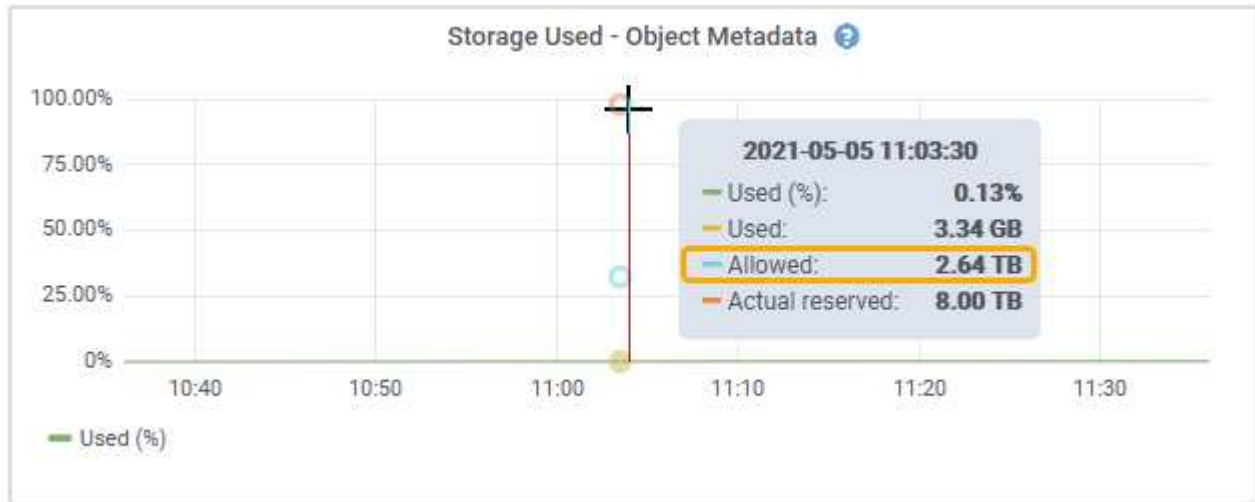 Storage Used - Object Metadata ?
100.00%
75.00%
50.00%
25.00%
0%
2021-05-05 11:03:30
Used (%): 0.13%
Used: 3.34 GB
Allowed: 2.64 TB
Actual reserved: 8.00 TB
10:40 10:50 11:00 11:10 11:20 11:30
Used (%)